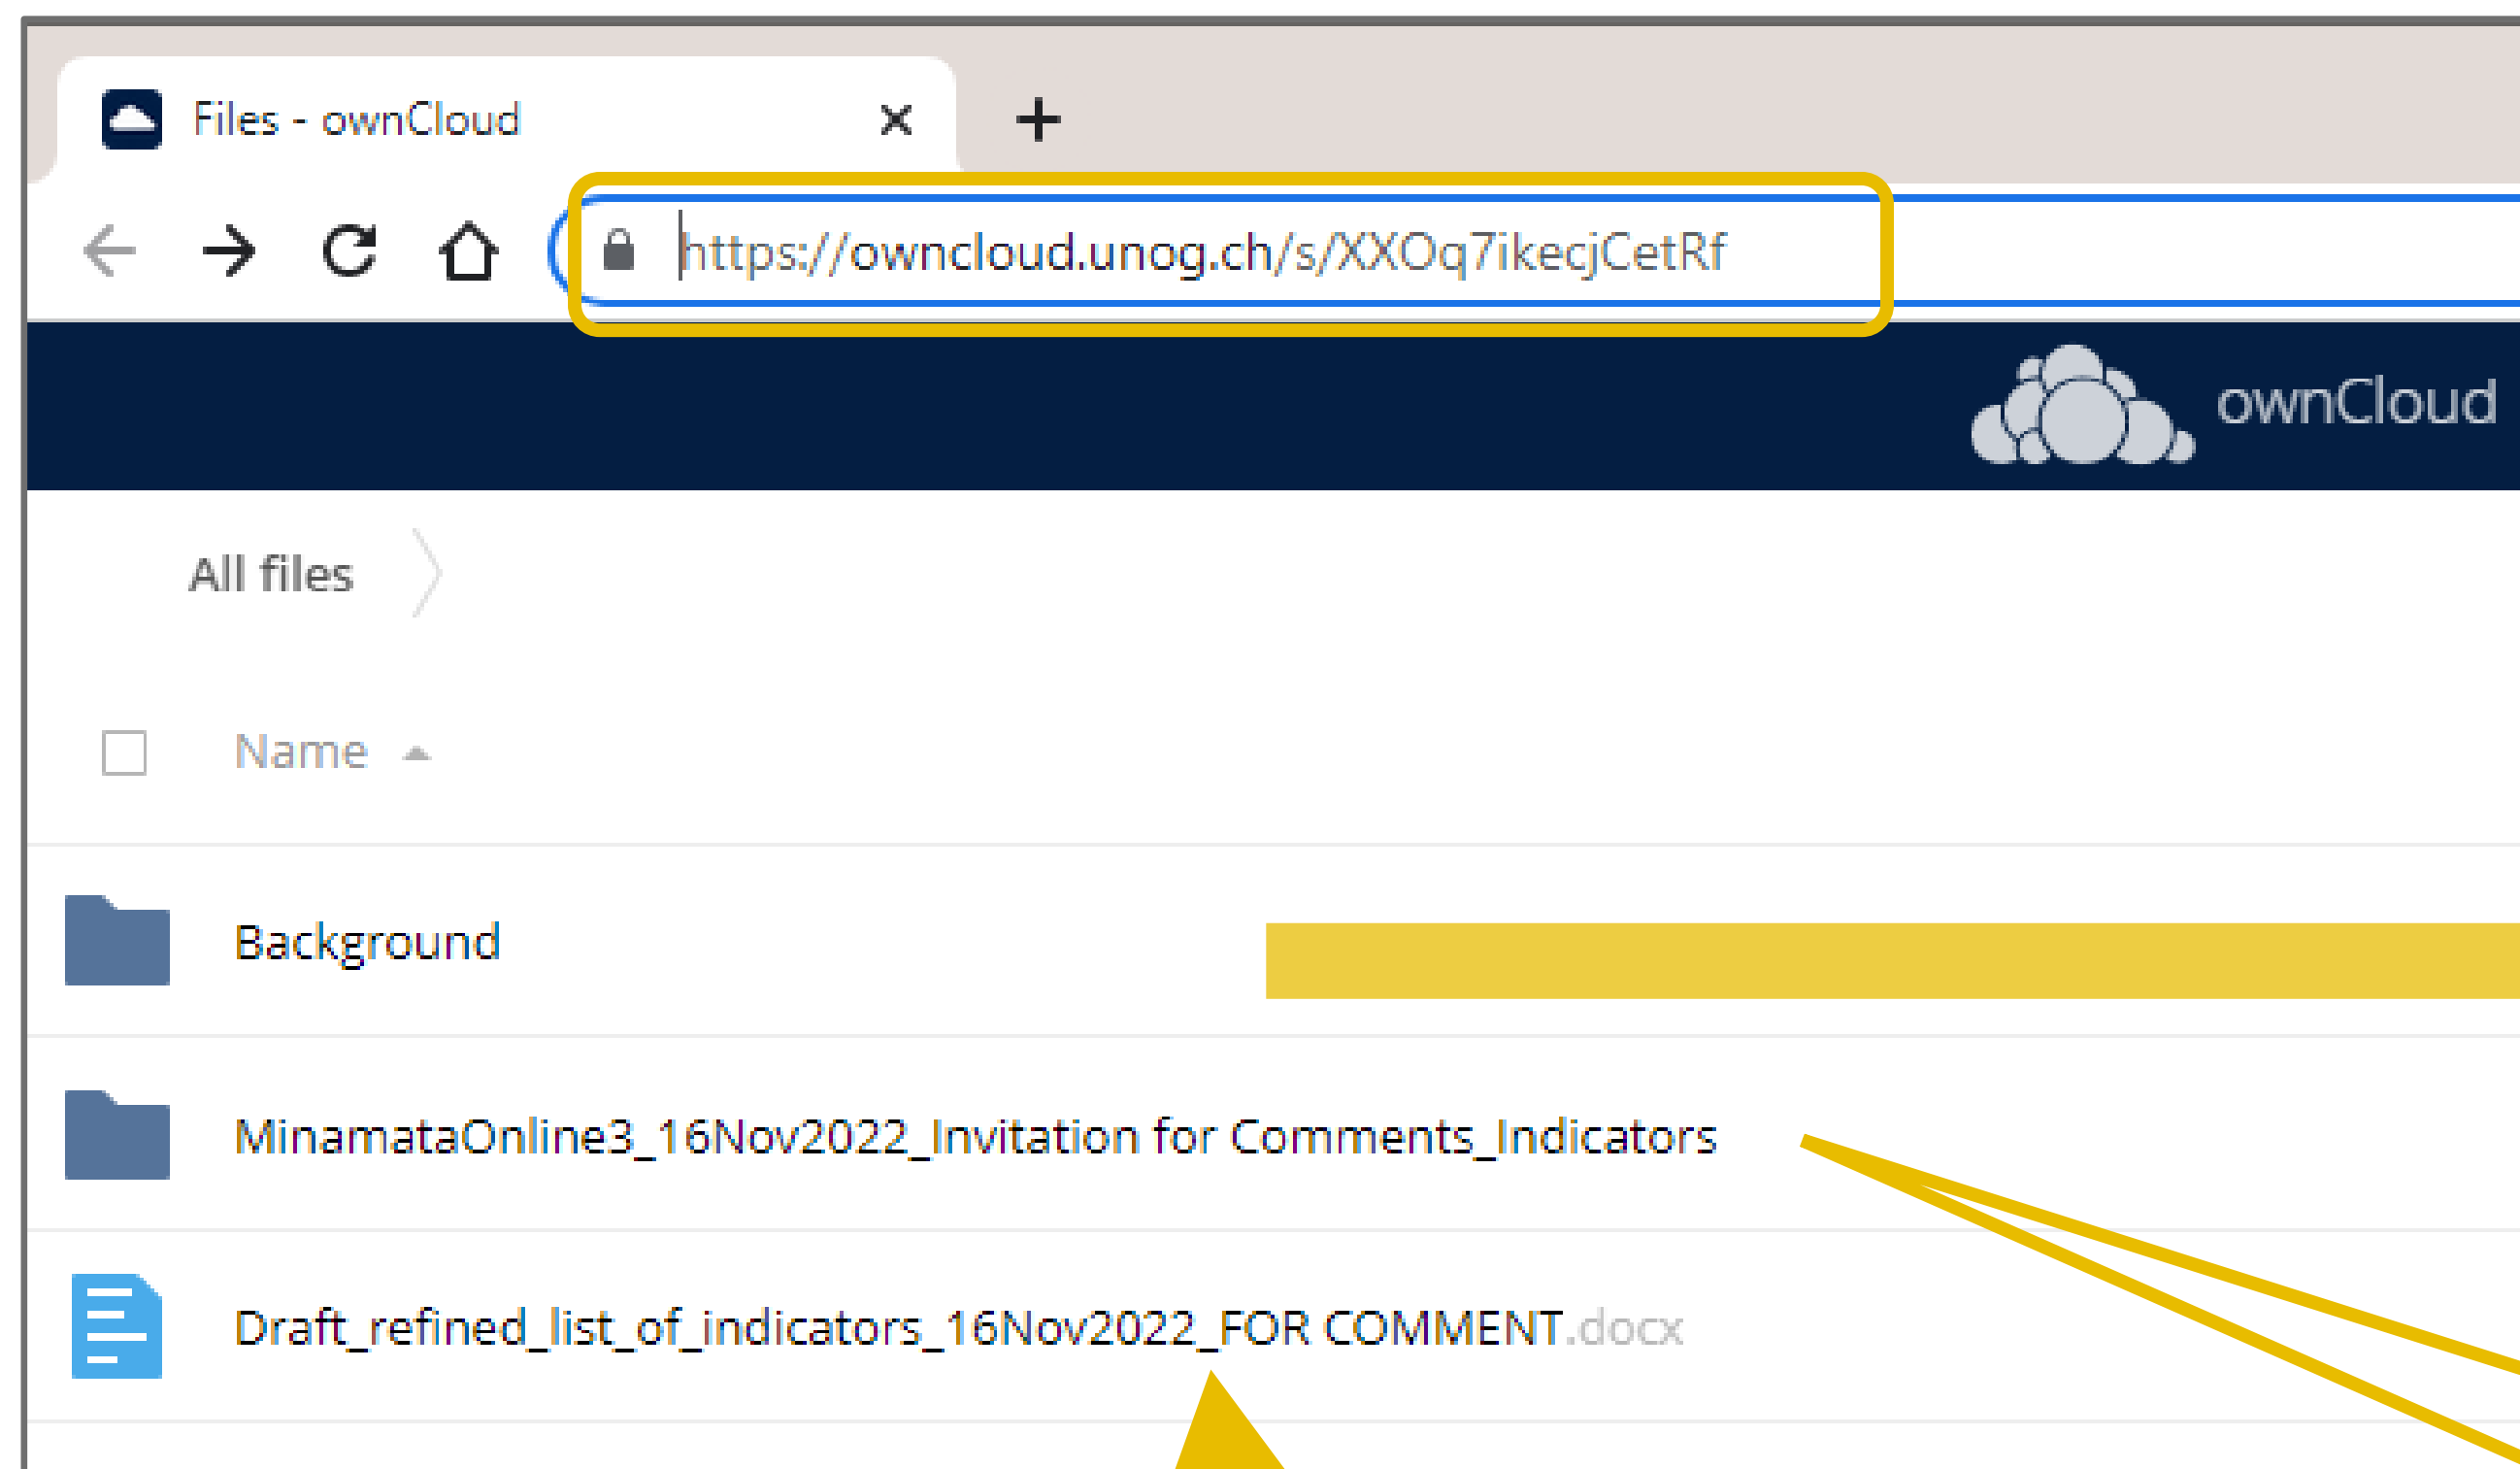 Files - ownCloud
https://owncloud.unog.ch/s/XXOq7ikecjCetRf
ownCloud
All files
Name
Background
MinamataOnline3_16Nov2022_Invitation for Comments_Indicators
Draft_refined_list_of_indicators_16Nov2022_FOR COMMENT.docx